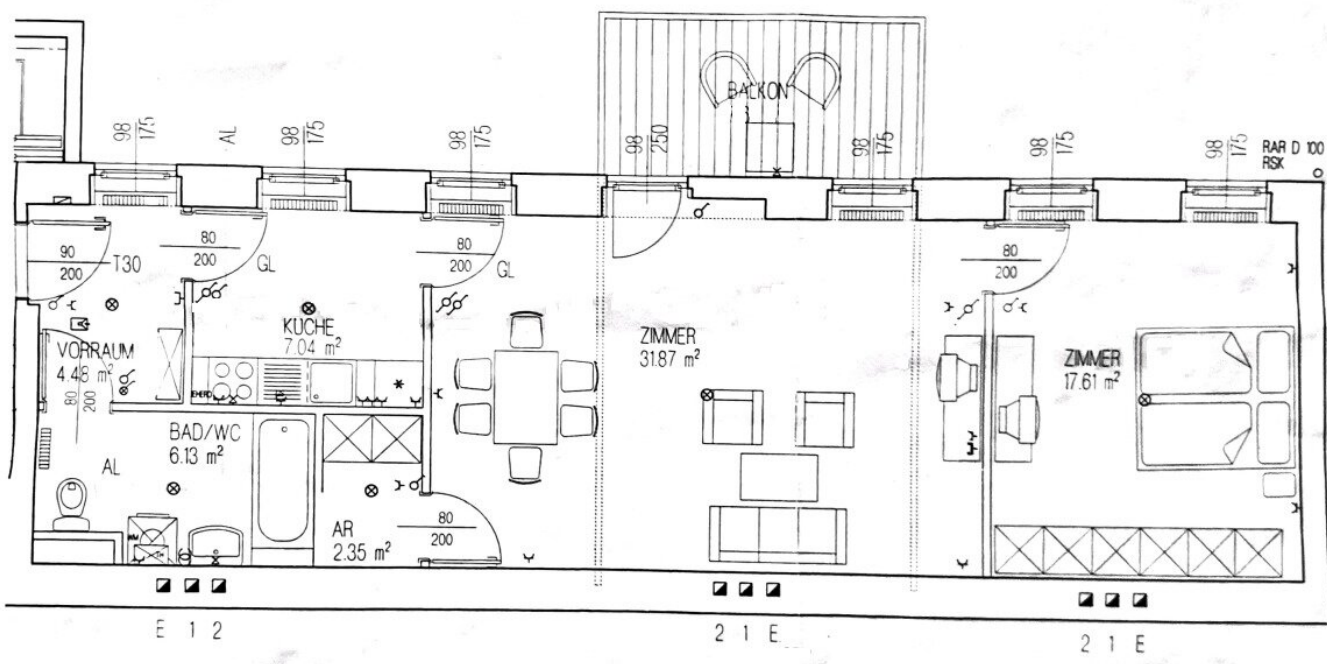 BALKON
98
175
AL
98
175
98
175
98
250
98
175
98
175
98
175
RAR D 100
RSK
90
200
T30
80
200
GL
80
200
GL
80
200
VORRAUM
4.48 m²
80
200
KÜCHE
7.04 m²
EHERD
*
ZIMMER
31.87 m²
ZIMMER
17.61 m²
BAD/WC
6.13 m²
AL
WM
AR
2.35 m²
80
200
E 1 2
2 1 E
2 1 E